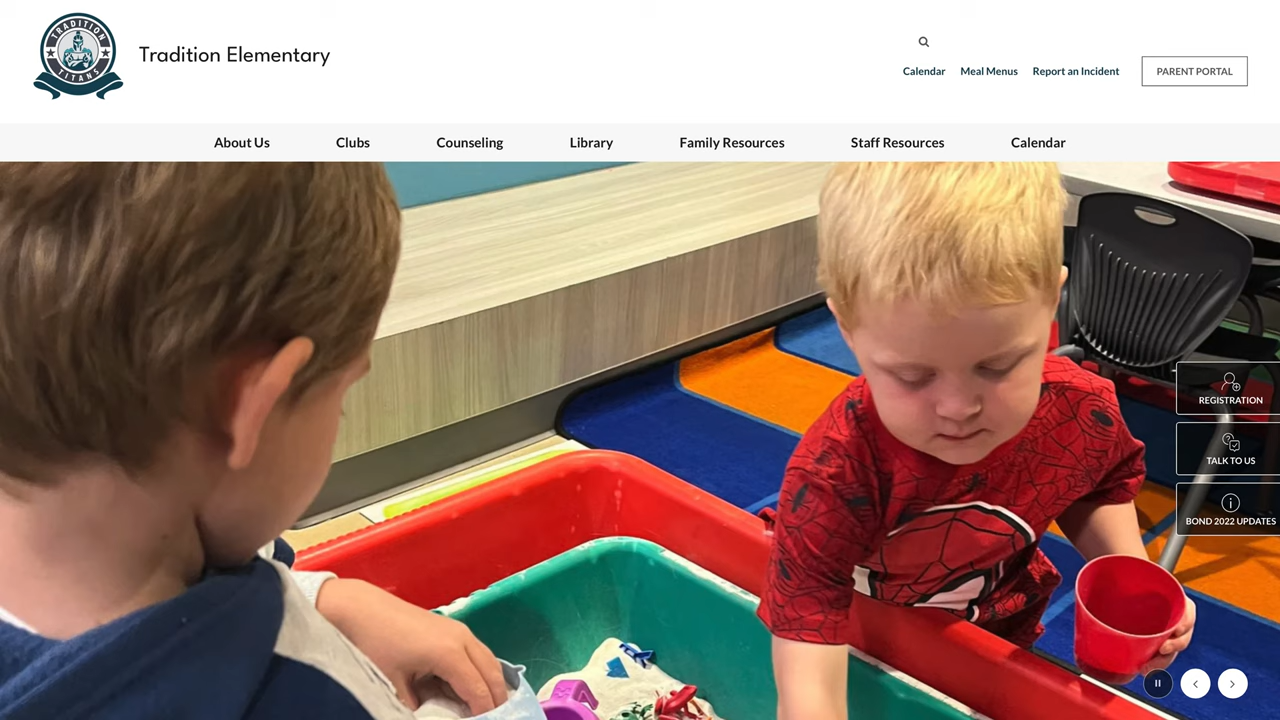 TRADITION
TITANS
Tradition Elementary
Calendar
Meal Menus
Report an Incident
PARENT PORTAL
About Us
Clubs
Counseling
Library
Family Resources
Staff Resources
Calendar
REGISTRATION
TALK TO US
BOND 2022 UPDATES